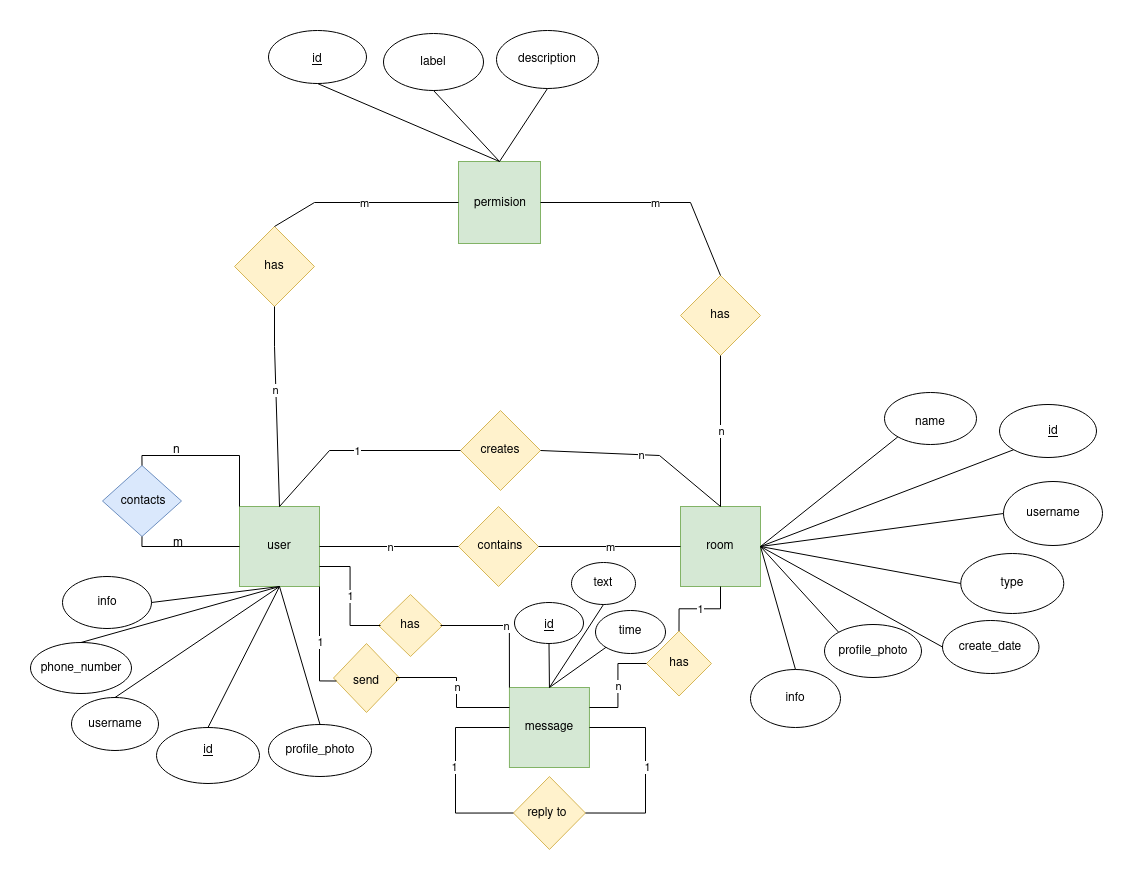 id
label
description
permision
m
m
has
has
n
n
name
id
creates
1
n
n
contacts
username
m
user
n
contains
m
room
text
type
info
1
1
id
time
has
n
1
create_date
profile_photo
phone_number
send
has
n
n
info
username
message
id
profile_photo
1
1
reply to